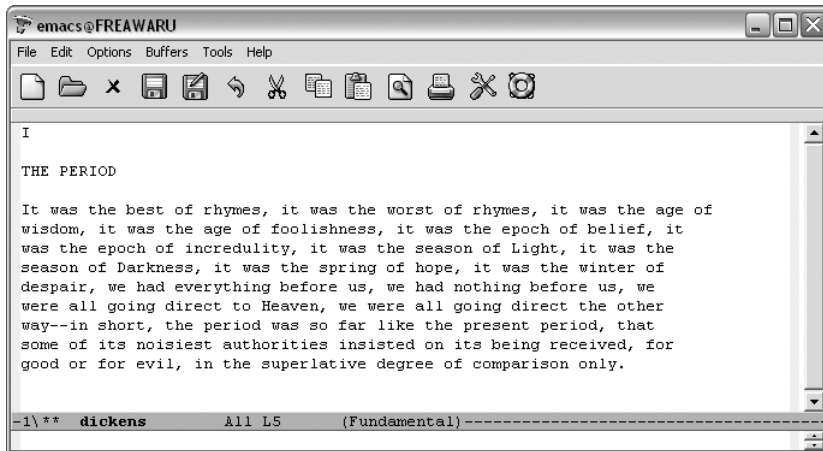 emacs@FREAWARU
File Edit Options Buffers Tools Help
I
THE PERIOD
It was the best of rhymes, it was the worst of rhymes, it was the age of
wisdom, it was the age of foolishness, it was the epoch of belief, it
was the epoch of incredulity, it was the season of Light, it was the
season of Darkness, it was the spring of hope, it was the winter of
despair, we had everything before us, we had nothing before us, we
were all going direct to Heaven, we were all going direct the other
way--in short, the period was so far like the present period, that
some of its noisiest authorities insisted on its being received, for
good or for evil, in the superlative degree of comparison only.
-1\** dickens All L5 (Fundamental)-------------------------------------